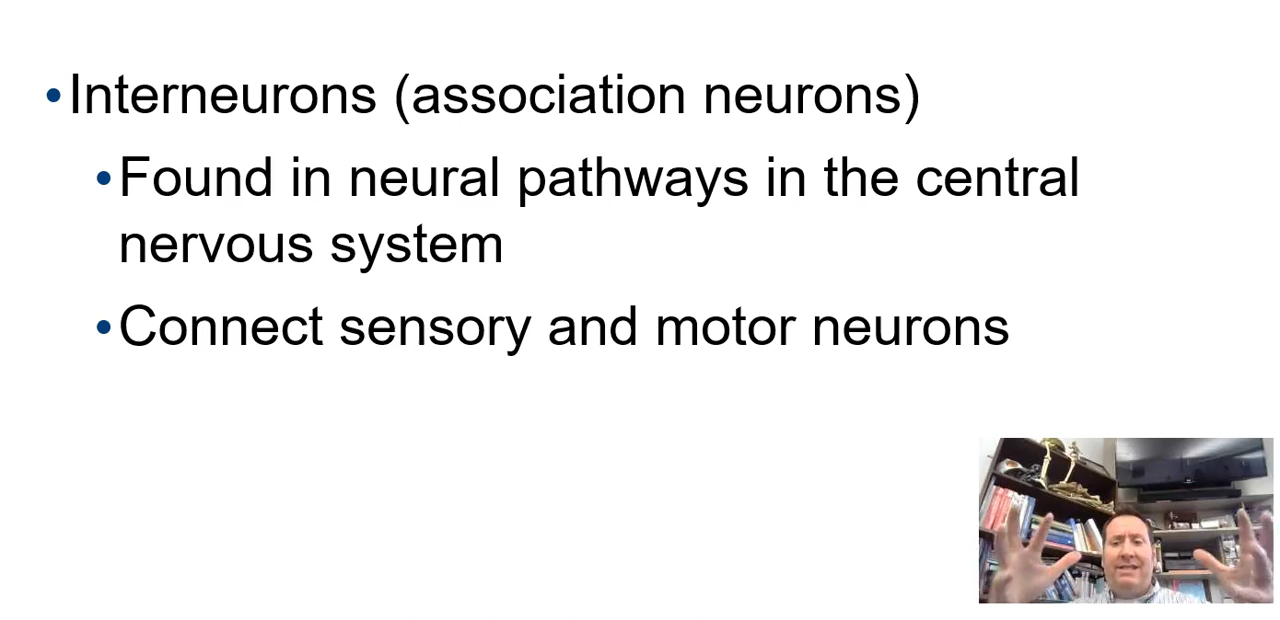 •Interneurons (association neurons)
•Found in neural pathways in the central
nervous system
•Connect sensory and motor neurons